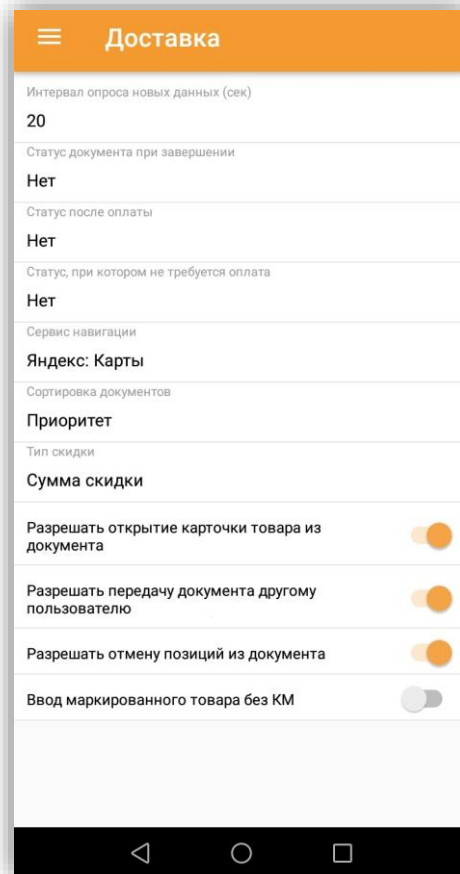 Доставка
Интервал опроса новых данных (сек)
20
Статус документа при завершении
Нет
Статус после оплаты
Нет
Статус, при котором не требуется оплата
Нет
Сервис навигации
Яндекс: Карты
Сортировка документов
Приоритет
Тип скидки
Сумма скидки
Разрешать открытие карточки товара из
документа
Разрешать передачу документа другому
пользователю
Разрешать отмену позиций из документа
Ввод маркированного товара без КМ